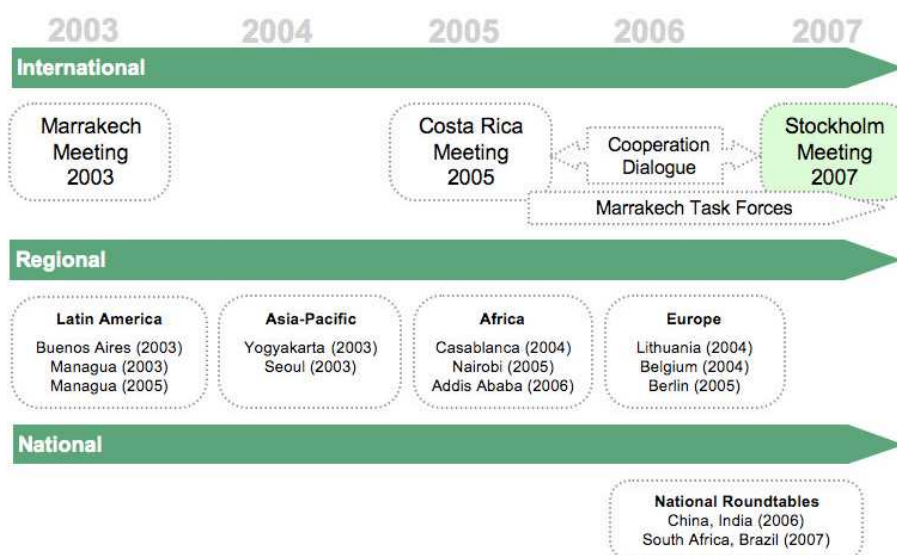 2003 2004 2005 2006 2007
International
Marrakech
Meeting
2003
Costa Rica
Meeting
2005
Cooperation
Dialogue
Stockholm
Meeting
2007
Marrakech Task Forces
Regional
Latin America
Buenos Aires (2003)
Managua (2003)
Managua (2005)
Asia-Pacific
Yogyakarta (2003)
Seoul (2003)
Africa
Casablanca (2004)
Nairobi (2005)
Addis Ababa (2006)
Europe
Lithuania (2004)
Belgium (2004)
Berlin (2005)
National
National Roundtables
China, India (2006)
South Africa, Brazil (2007)